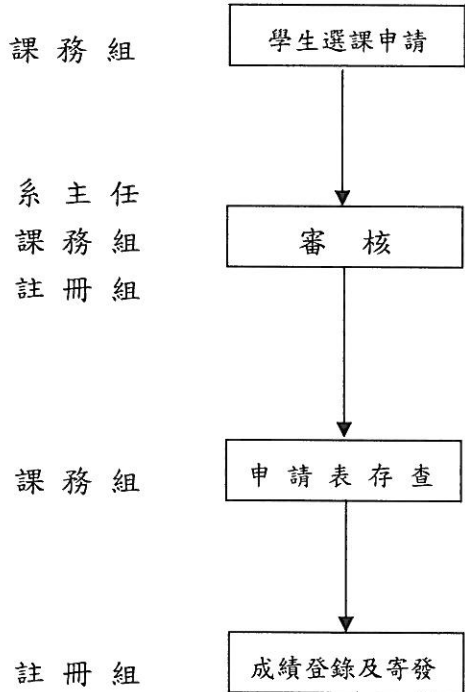 課務組
學生選課申請
系主任
課務組
註冊組
審核
課務組
申請表存查
註冊組
成績登錄及寄發